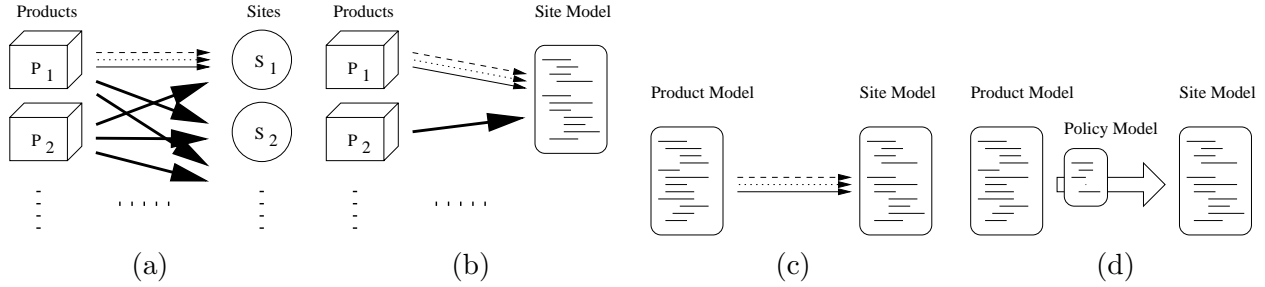 Products
Sites
P 1
S 1
P 2
S 2
(a)
Products
Site Model
P 1
P 2
(b)
Product Model
Site Model
(c)
Product Model
Policy Model
Site Model
(d)